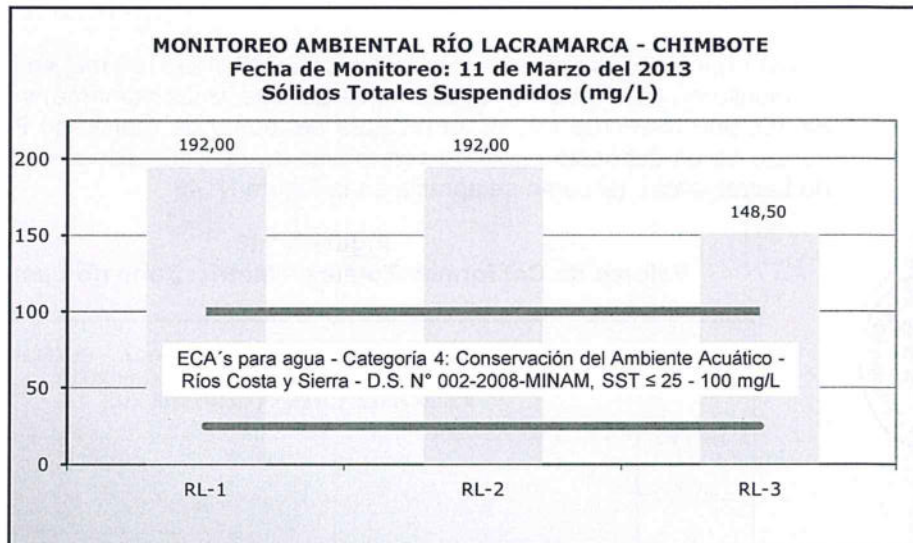 MONITOREO AMBIENTAL RÍO LACRAMARCA - CHIMBOTE
Fecha de Monitoreo: 11 de Marzo del 2013
Sólidos Totales Suspendidos (mg/L)
200
192,00
192,00
150
148,50
100
ECA´s para agua - Categoría 4: Conservación del Ambiente Acuático -
Ríos Costa y Sierra - D.S. N° 002-2008-MINAM, SST ≤ 25 - 100 mg/L
50
0
RL-1
RL-2
RL-3